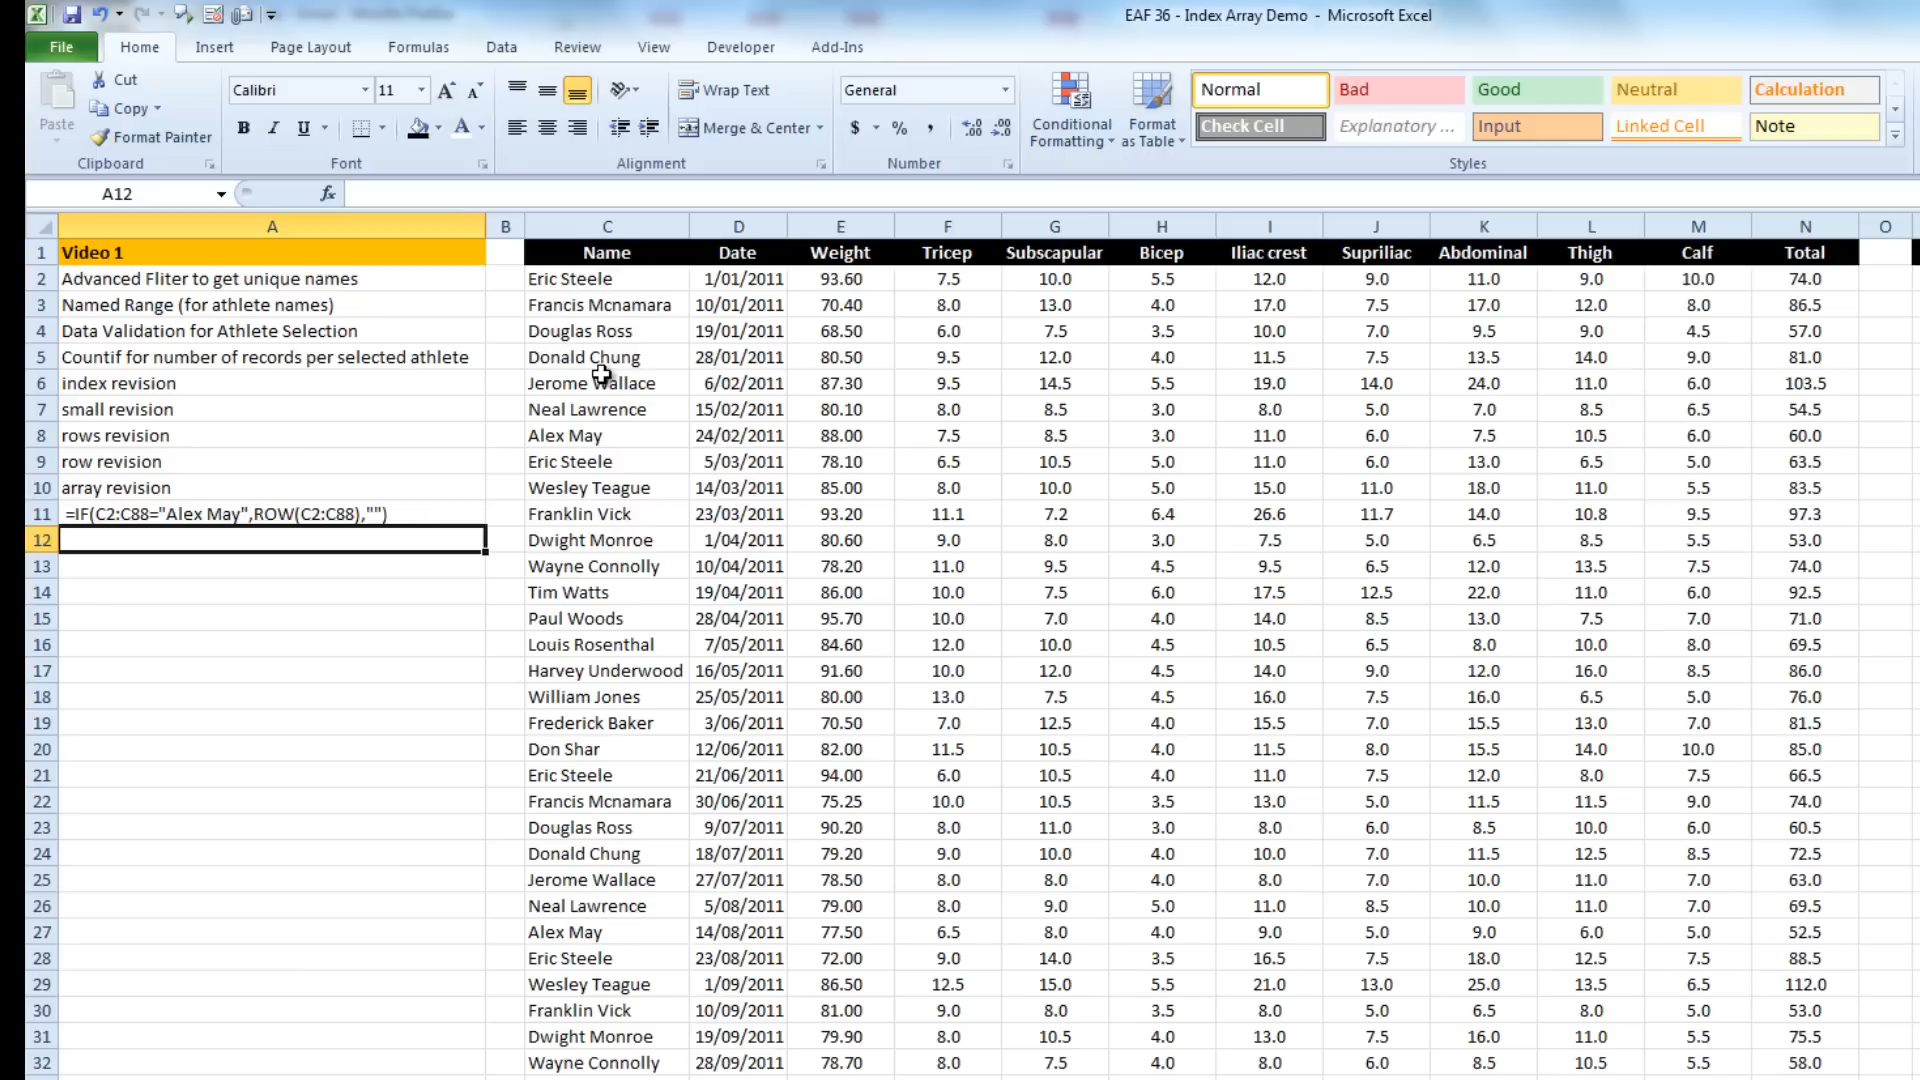 EAF 36 - Index Array Demo - Microsoft Excel
File Home Insert Page Layout Formulas Data Review View Developer Add-Ins
Paste Cut Copy Format Painter
Clipboard
Calibri 11
B I U A
Font
Wrap Text
Merge & Center
Alignment
General
$ % ,
Number
Conditional Formatting
Format as Table
Normal Bad Good Neutral Calculation
Check Cell Explanatory ... Input Linked Cell Note
Styles
A12 fx
A B C D E F G H I J K L M N O
1 Video 1 Name Date Weight Tricep Subscapular Bicep Iliac crest Supriliac Abdominal Thigh Calf Total
2 Advanced Fliter to get unique names Eric Steele 1/01/2011 93.60 7.5 10.0 5.5 12.0 9.0 11.0 9.0 10.0 74.0
3 Named Range (for athlete names) Francis Mcnamara 10/01/2011 70.40 8.0 13.0 4.0 17.0 7.5 17.0 12.0 8.0 86.5
4 Data Validation for Athlete Selection Douglas Ross 19/01/2011 68.50 6.0 7.5 3.5 10.0 7.0 9.5 9.0 4.5 57.0
5 Countif for number of records per selected athlete Donald Chung 28/01/2011 80.50 9.5 12.0 4.0 11.5 7.5 13.5 14.0 9.0 81.0
6 index revision Jerome Wallace 6/02/2011 87.30 9.5 14.5 5.5 19.0 14.0 24.0 11.0 6.0 103.5
7 small revision Neal Lawrence 15/02/2011 80.10 8.0 8.5 3.0 8.0 5.0 7.0 8.5 6.5 54.5
8 rows revision Alex May 24/02/2011 88.00 7.5 8.5 3.0 11.0 6.0 7.5 10.5 6.0 60.0
9 row revision Eric Steele 5/03/2011 78.10 6.5 10.5 5.0 11.0 6.0 13.0 6.5 5.0 63.5
10 array revision Wesley Teague 14/03/2011 85.00 8.0 10.0 5.0 15.0 11.0 18.0 11.0 5.5 83.5
11 =IF(C2:C88="Alex May",ROW(C2:C88),"") Franklin Vick 23/03/2011 93.20 11.1 7.2 6.4 26.6 11.7 14.0 10.8 9.5 97.3
12 Dwight Monroe 1/04/2011 80.60 9.0 8.0 3.0 7.5 5.0 6.5 8.5 5.5 53.0
13 Wayne Connolly 10/04/2011 78.20 11.0 9.5 4.5 9.5 6.5 12.0 13.5 7.5 74.0
14 Tim Watts 19/04/2011 86.00 10.0 7.5 6.0 17.5 12.5 22.0 11.0 6.0 92.5
15 Paul Woods 28/04/2011 95.70 10.0 7.0 4.0 14.0 8.5 13.0 7.5 7.0 71.0
16 Louis Rosenthal 7/05/2011 84.60 12.0 10.0 4.5 10.5 6.5 8.0 10.0 8.0 69.5
17 Harvey Underwood 16/05/2011 91.60 10.0 12.0 4.5 14.0 9.0 12.0 16.0 8.5 86.0
18 William Jones 25/05/2011 80.00 13.0 7.5 4.5 16.0 7.5 16.0 6.5 5.0 76.0
19 Frederick Baker 3/06/2011 70.50 7.0 12.5 4.0 15.5 7.0 15.5 13.0 7.0 81.5
20 Don Shar 12/06/2011 82.00 11.5 10.5 4.0 11.5 8.0 15.5 14.0 10.0 85.0
21 Eric Steele 21/06/2011 94.00 6.0 10.5 4.0 11.0 7.5 12.0 8.0 7.5 66.5
22 Francis Mcnamara 30/06/2011 75.25 10.0 10.5 3.5 13.0 5.0 11.5 11.5 9.0 74.0
23 Douglas Ross 9/07/2011 90.20 8.0 11.0 3.0 8.0 6.0 8.5 10.0 6.0 60.5
24 Donald Chung 18/07/2011 79.20 9.0 10.0 4.0 10.0 7.0 11.5 12.5 8.5 72.5
25 Jerome Wallace 27/07/2011 78.50 8.0 8.0 4.0 8.0 7.0 10.0 11.0 7.0 63.0
26 Neal Lawrence 5/08/2011 79.00 8.0 9.0 5.0 11.0 8.5 10.0 11.0 7.0 69.5
27 Alex May 14/08/2011 77.50 6.5 8.0 4.0 9.0 5.0 9.0 6.0 5.0 52.5
28 Eric Steele 23/08/2011 72.00 9.0 14.0 3.5 16.5 7.5 18.0 12.5 7.5 88.5
29 Wesley Teague 1/09/2011 86.50 12.5 15.0 5.5 21.0 13.0 25.0 13.5 6.5 112.0
30 Franklin Vick 10/09/2011 81.00 9.0 8.0 3.5 8.0 5.0 6.5 8.0 5.0 53.0
31 Dwight Monroe 19/09/2011 79.90 8.0 10.5 4.0 13.0 7.5 16.0 11.0 5.5 75.5
32 Wayne Connolly 28/09/2011 78.70 8.0 7.5 4.0 8.0 6.0 8.5 10.5 5.5 58.0